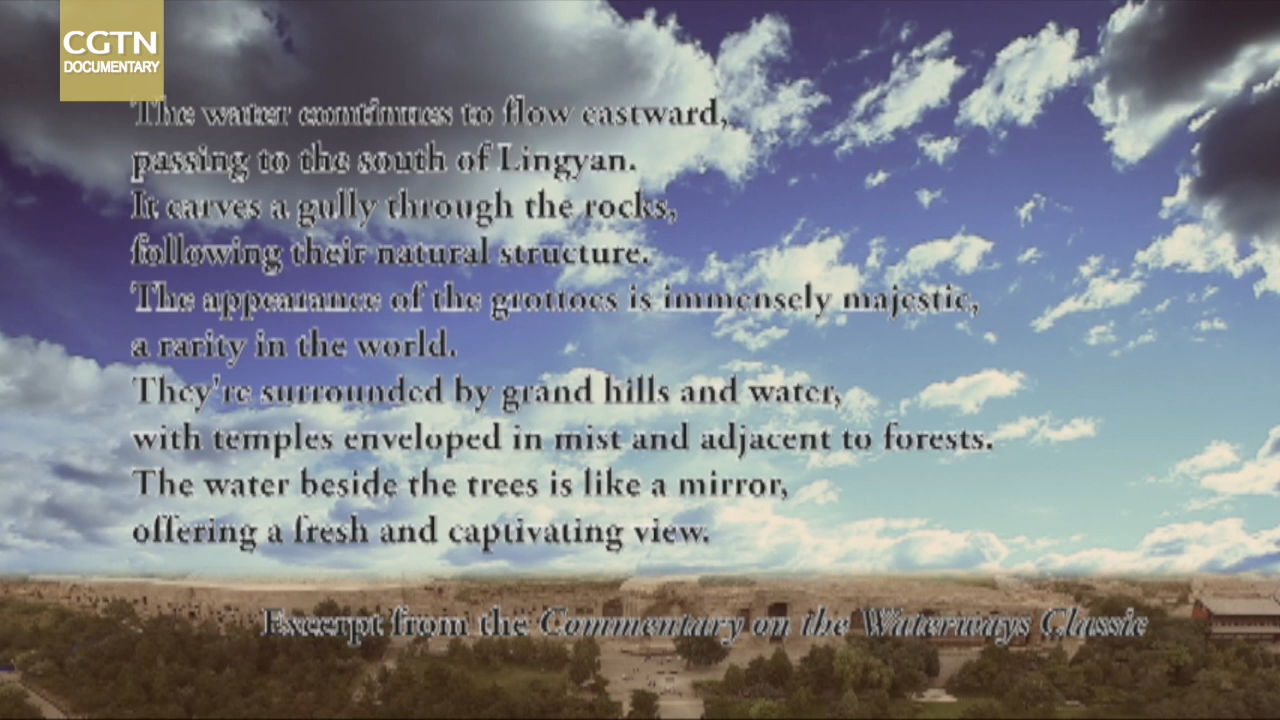 CGTN
DOCUMENTARY
The water continues to flow eastward,
passing to the south of Lingyan.
It carves a gully through the rocks,
following their natural structure.
The appearance of the grottoes is immensely majestic,
a rarity in the world.
They're surrounded by grand hills and water,
with temples enveloped in mist and adjacent to forests.
The water beside the trees is like a mirror,
offering a fresh and captivating view.
Excerpt from the Commentary on the Waterways Classic